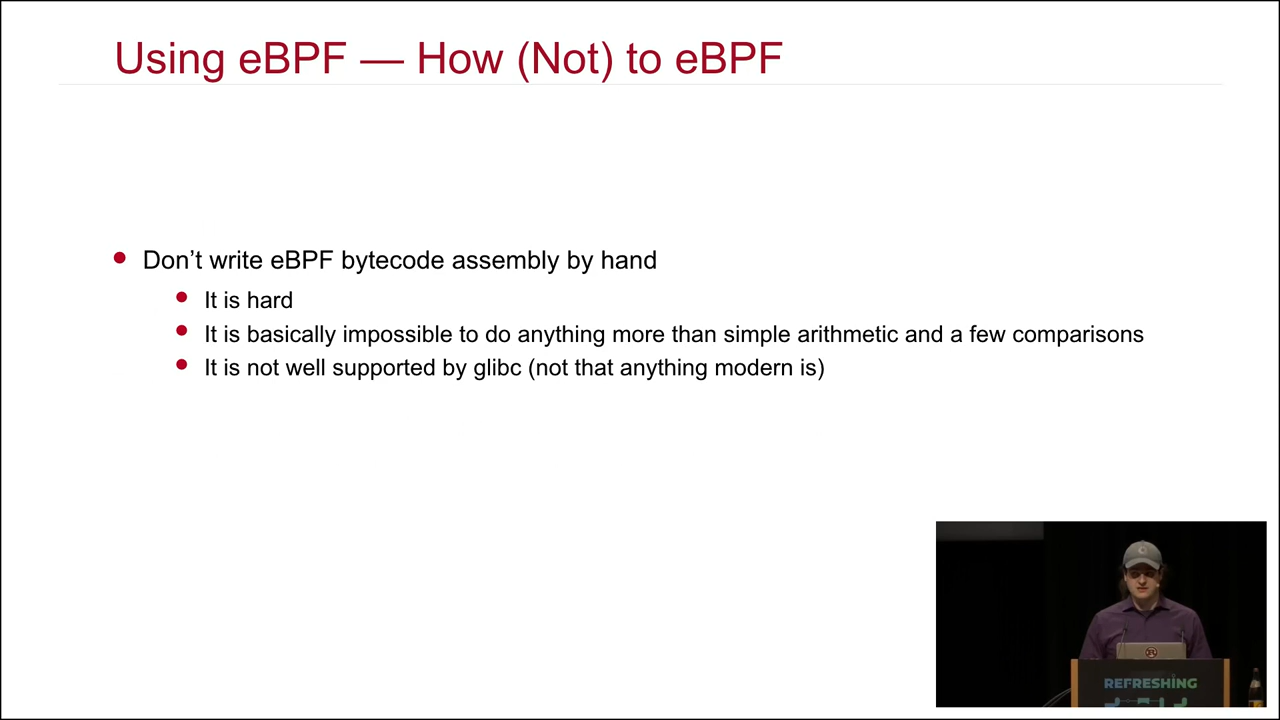 Using eBPF — How (Not) to eBPF
Don’t write eBPF bytecode assembly by hand
It is hard
It is basically impossible to do anything more than simple arithmetic and a few comparisons
It is not well supported by glibc (not that anything modern is)
REFRESHING